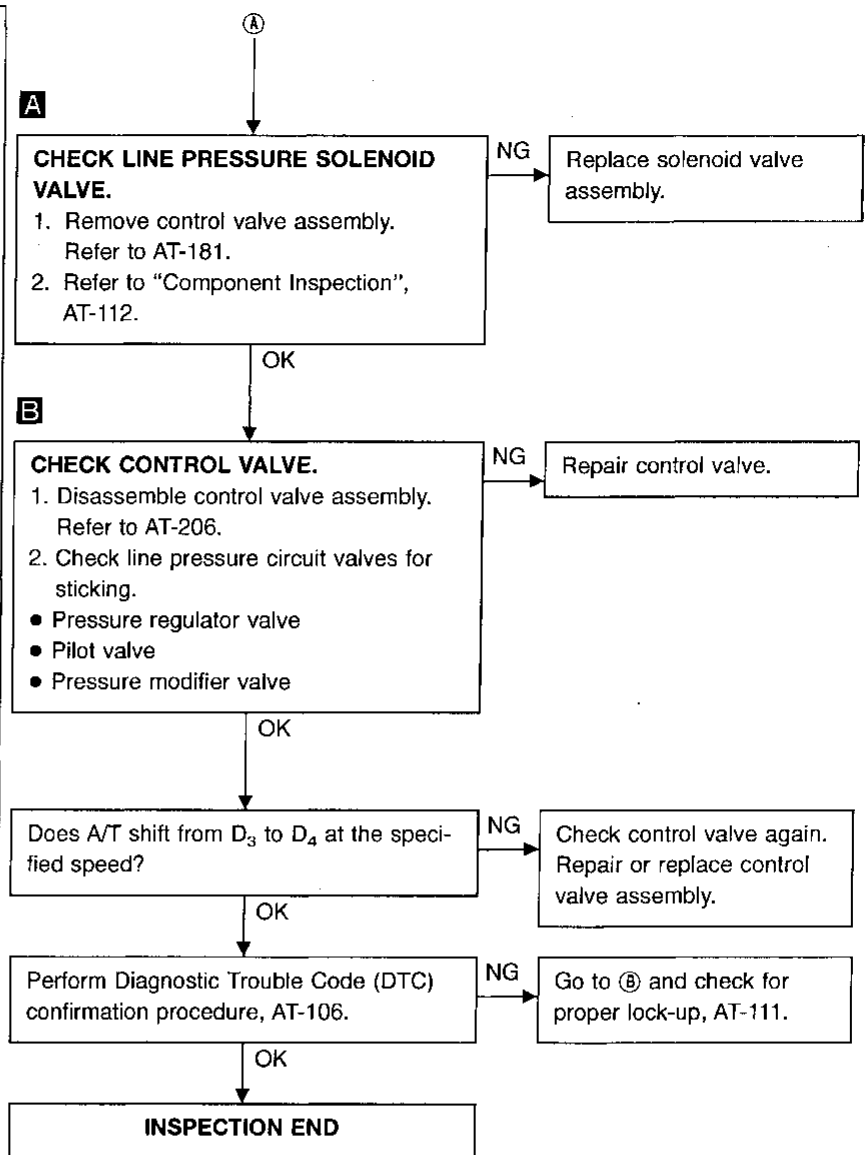 Ⓐ
A
CHECK LINE PRESSURE SOLENOID
VALVE.
1. Remove control valve assembly.
Refer to AT-181.
2. Refer to “Component Inspection”,
AT-112.
NG
Replace solenoid valve
assembly.
OK
B
CHECK CONTROL VALVE.
1. Disassemble control valve assembly.
Refer to AT-206.
2. Check line pressure circuit valves for
sticking.
● Pressure regulator valve
● Pilot valve
● Pressure modifier valve
NG
Repair control valve.
OK
Does A/T shift from D₃ to D₄ at the speci-
fied speed?
NG
Check control valve again.
Repair or replace control
valve assembly.
OK
Perform Diagnostic Trouble Code (DTC)
confirmation procedure, AT-106.
NG
Go to Ⓑ and check for
proper lock-up, AT-111.
OK
INSPECTION END